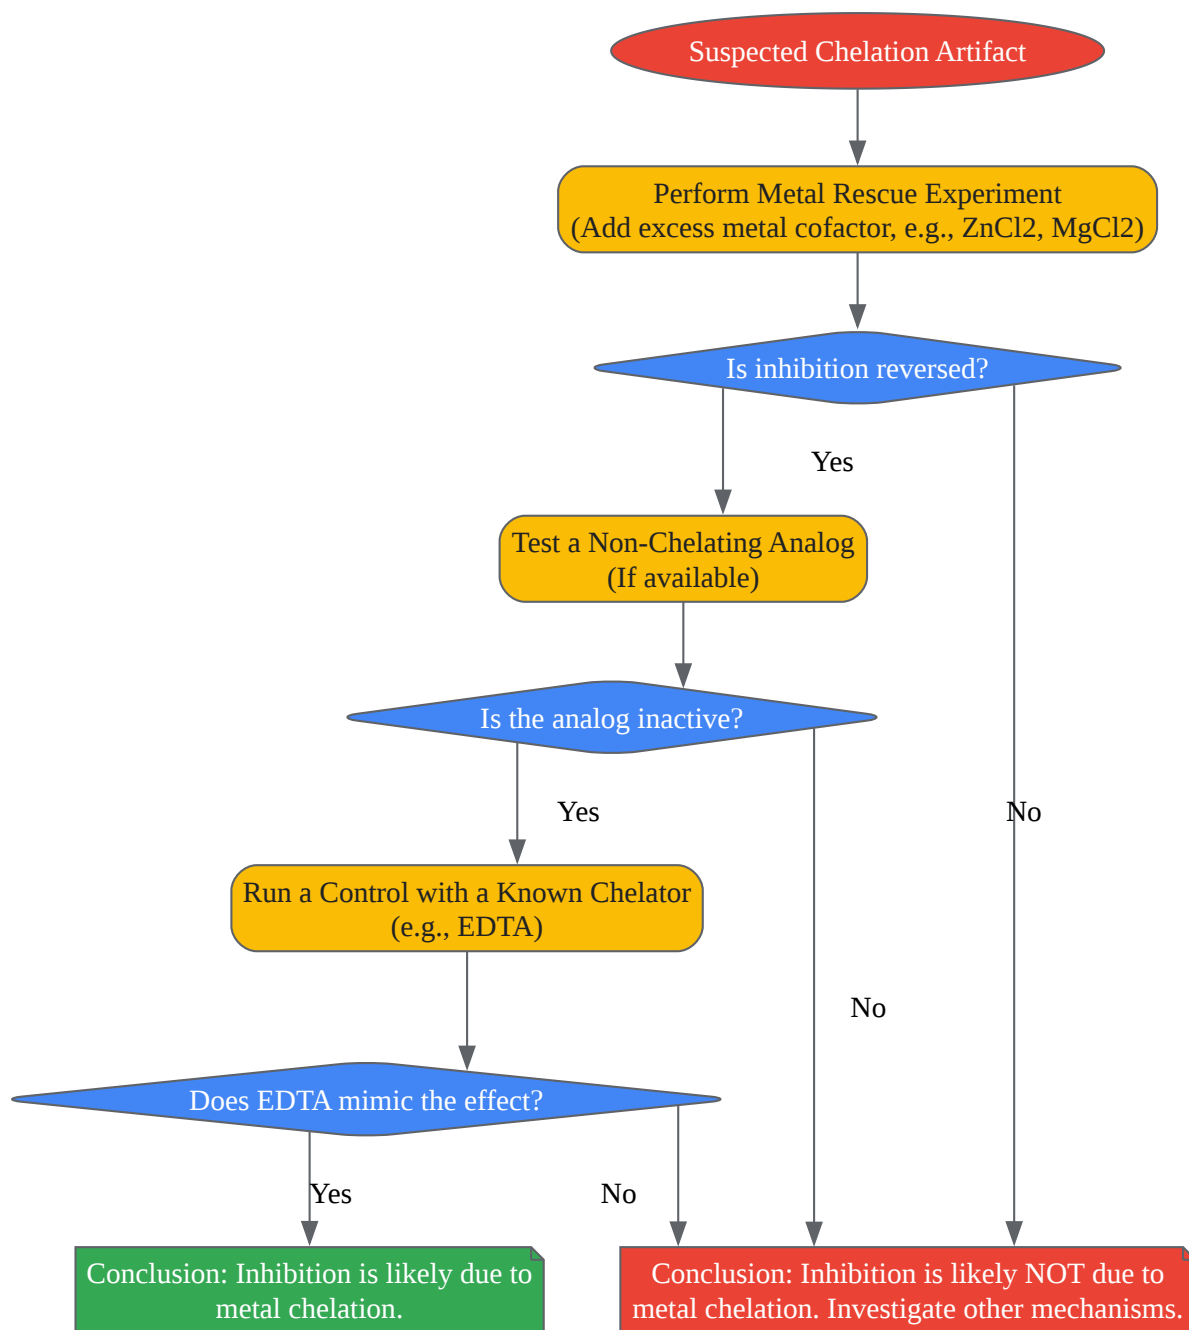 Suspected Chelation Artifact
Perform Metal Rescue Experiment
(Add excess metal cofactor, e.g., ZnCl2, MgCl2)
Is inhibition reversed?
Yes
Test a Non-Chelating Analog
(If available)
Is the analog inactive?
Yes
No
Run a Control with a Known Chelator
(e.g., EDTA)
No
Does EDTA mimic the effect?
Yes
No
Conclusion: Inhibition is likely due to
metal chelation.
Conclusion: Inhibition is likely NOT due to
metal chelation. Investigate other mechanisms.